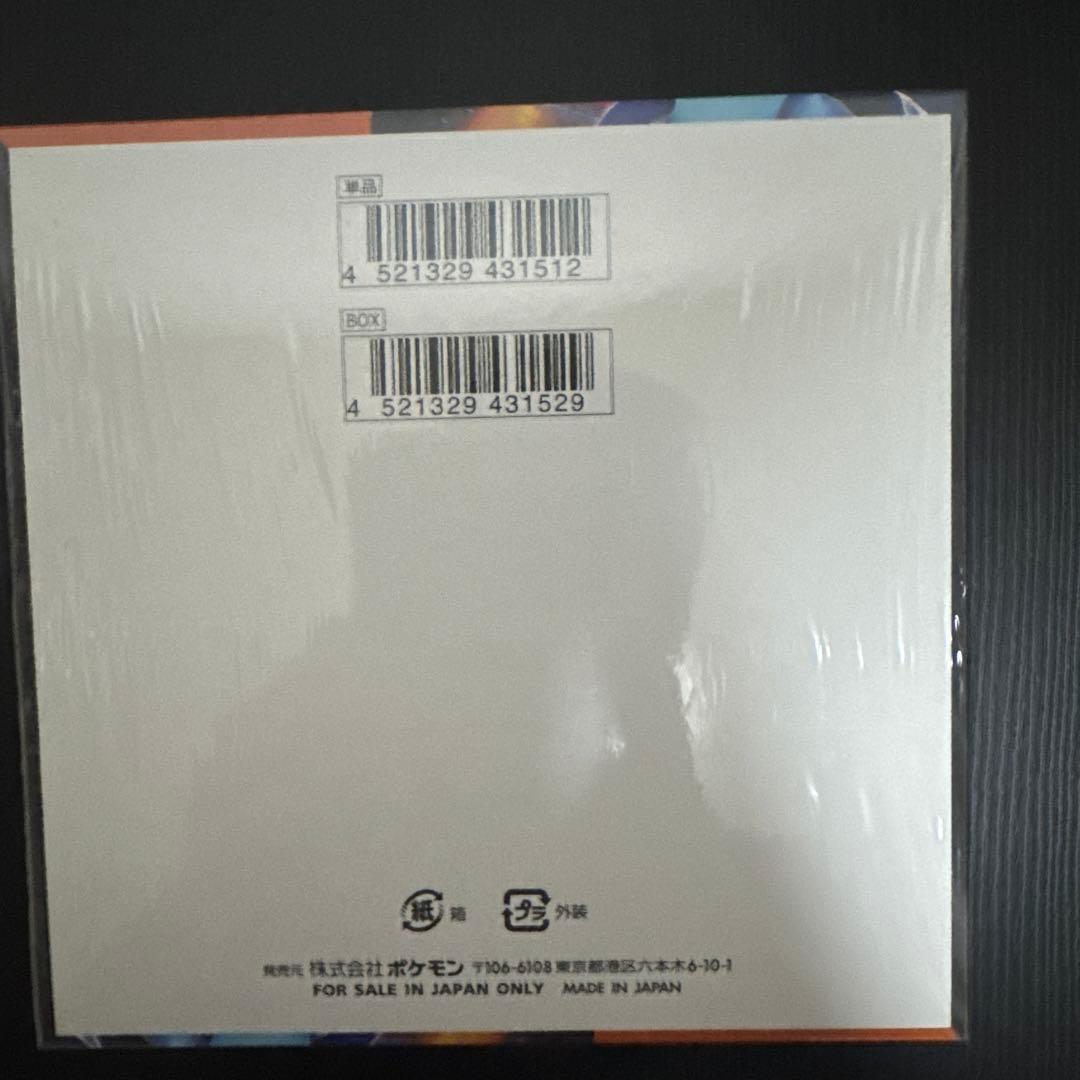 単品
4 521329 431512
BOX
4 521329 431529
紙 箱 プラ 外装
発売元 株式会社ポケモン 〒106-6108 東京都港区六本木6-10-1
FOR SALE IN JAPAN ONLY MADE IN JAPAN